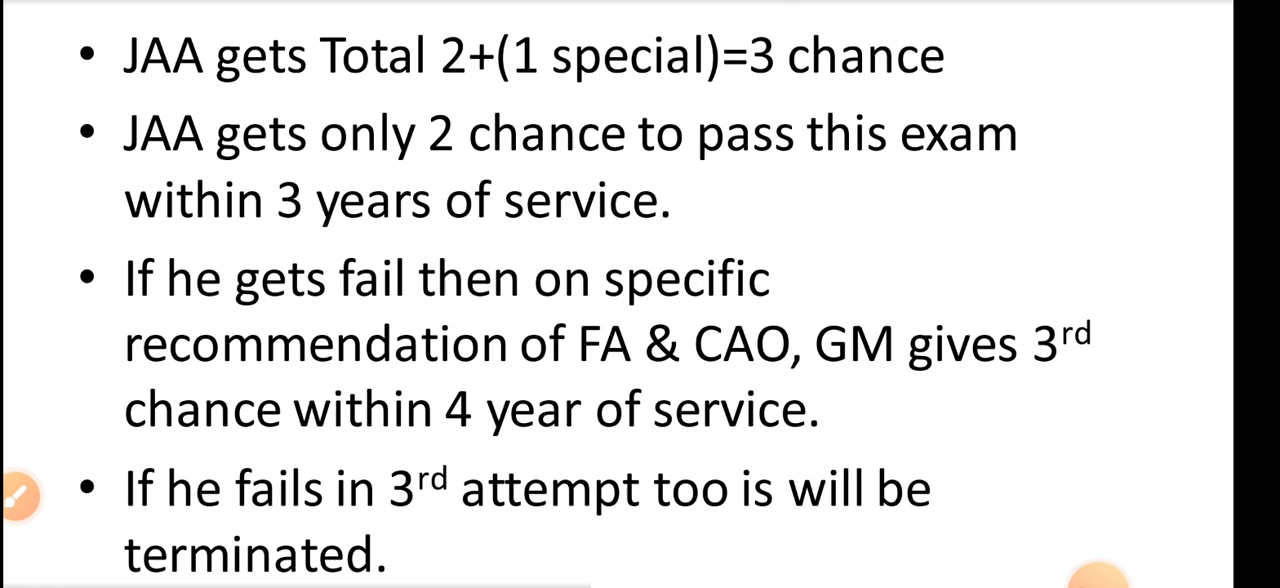 • JAA gets Total 2+(1 special)=3 chance
• JAA gets only 2 chance to pass this exam
within 3 years of service.
• If he gets fail then on specific
recommendation of FA & CAO, GM gives 3rd
chance within 4 year of service.
• If he fails in 3rd attempt too is will be
terminated.